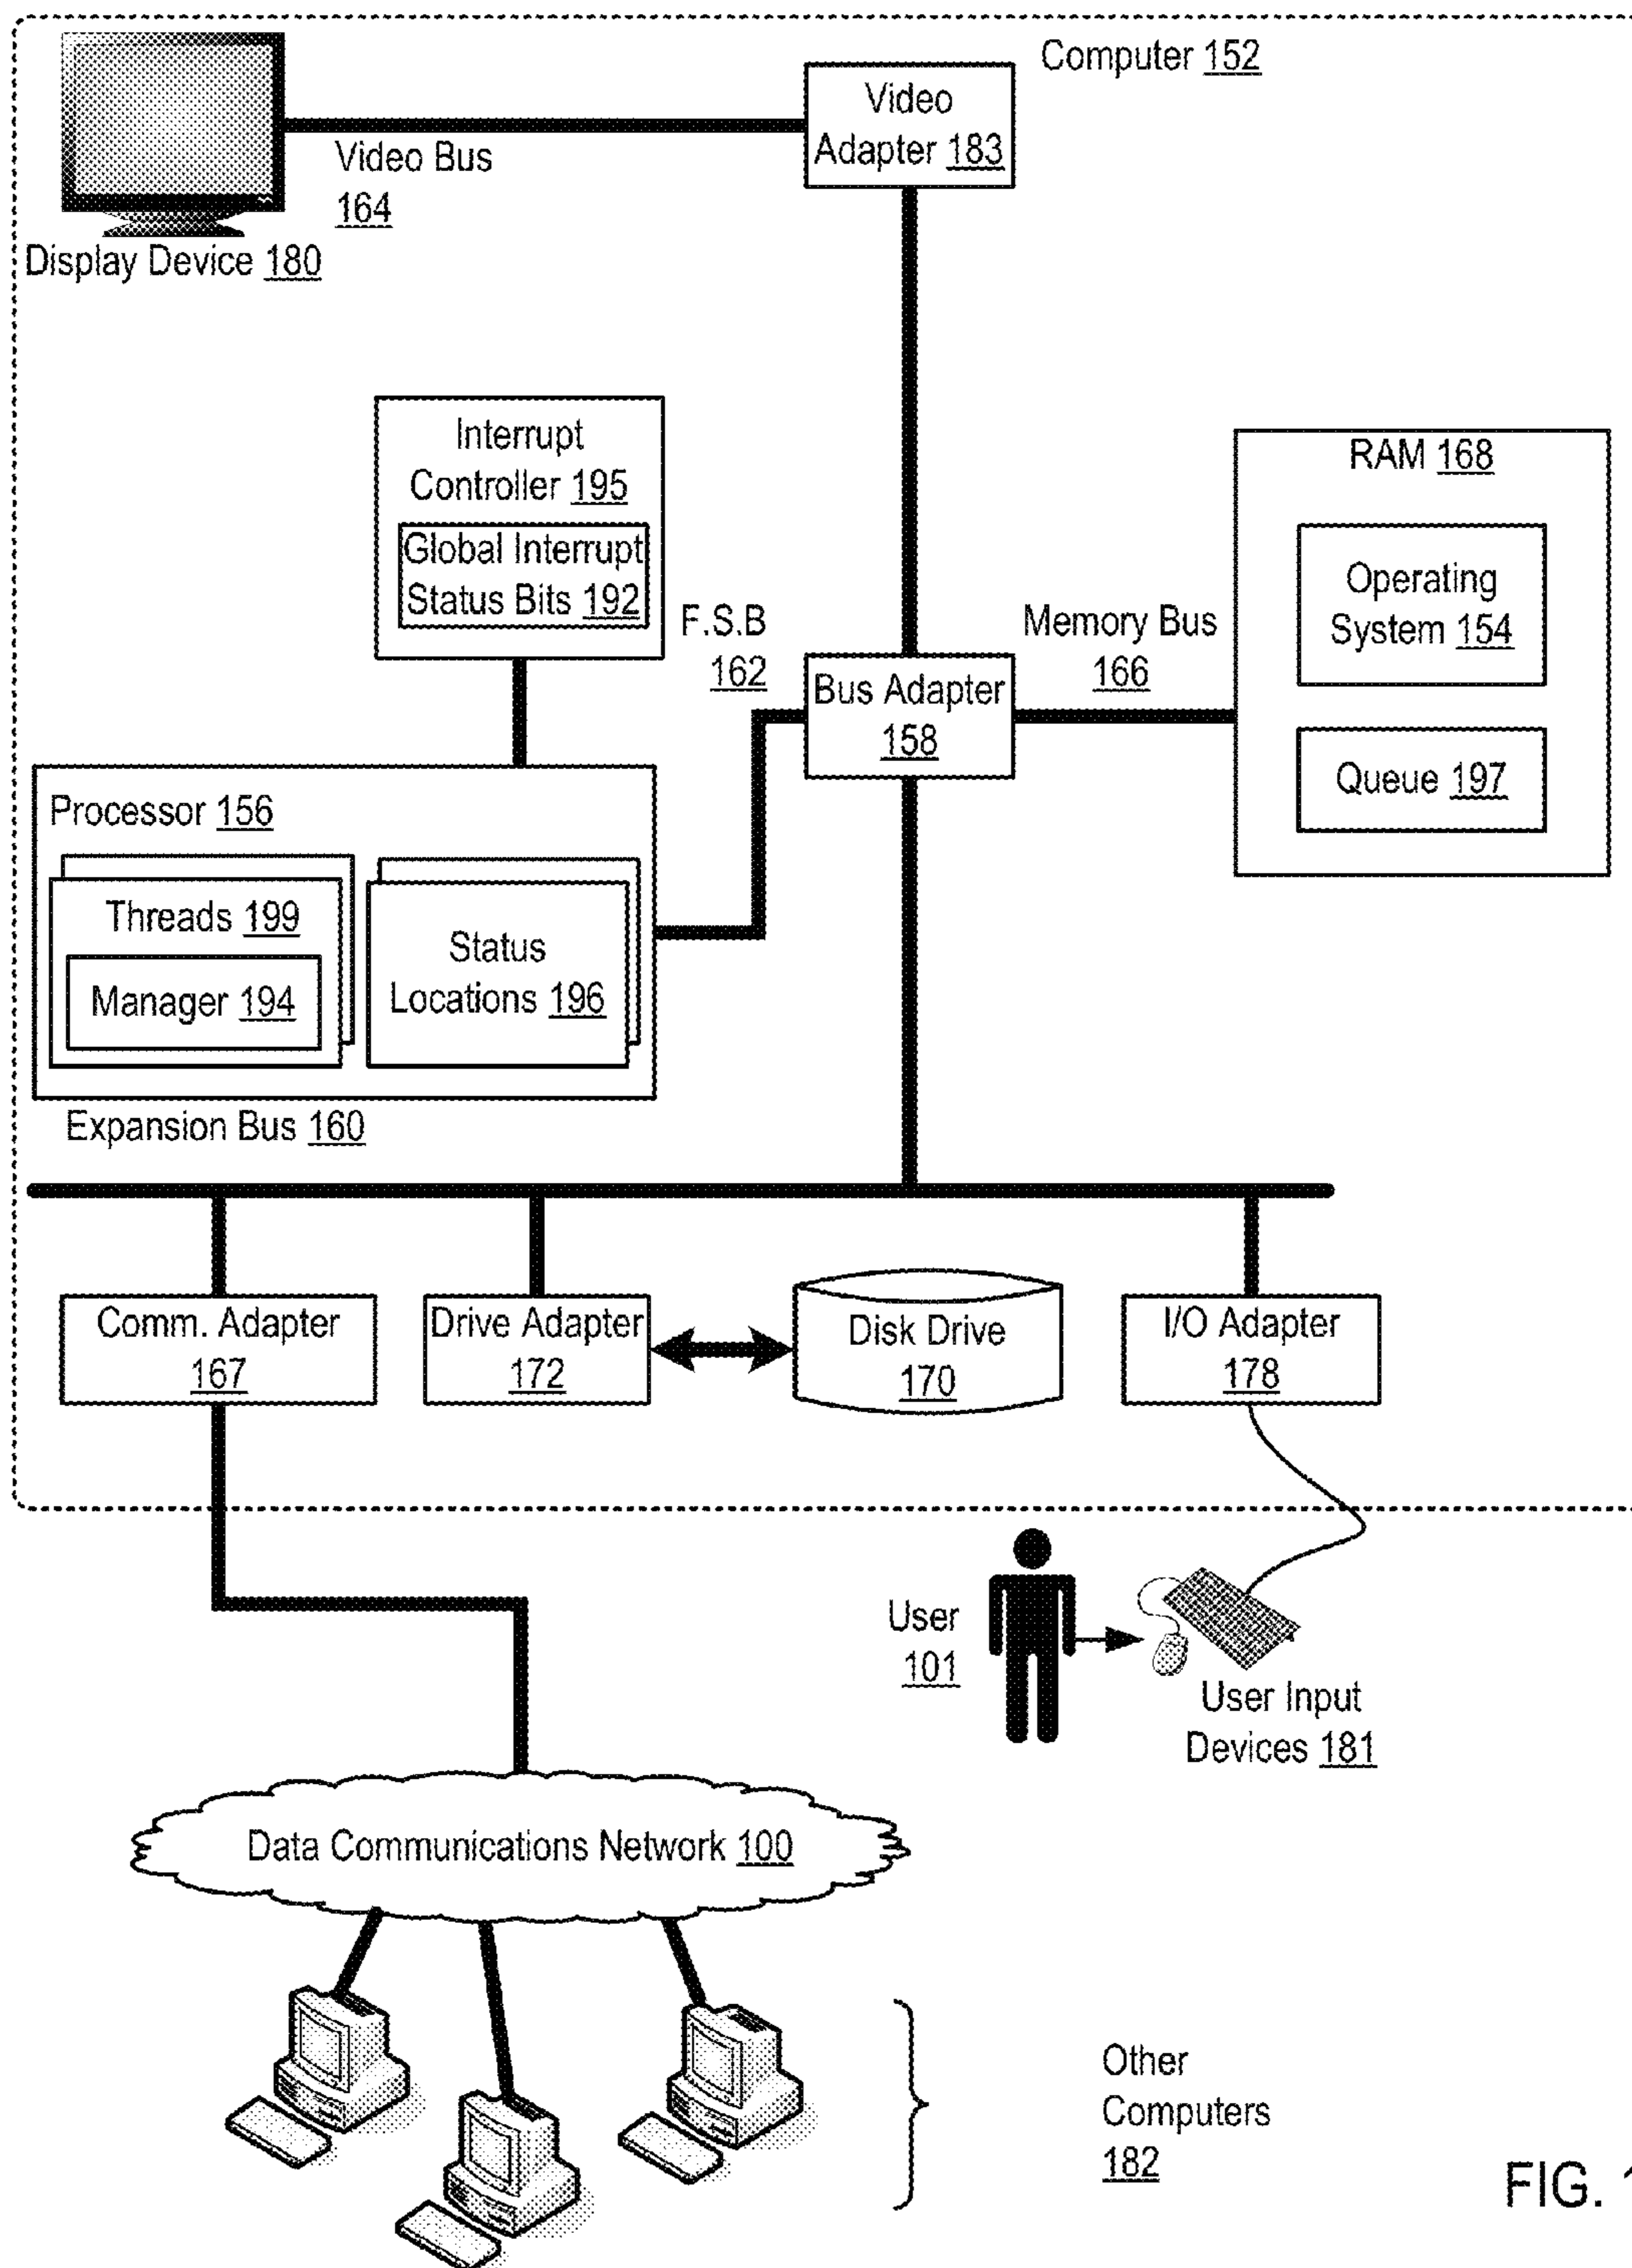 Computer 152
Video
Adapter 183
Video Bus
164
Display Device 180
Interrupt
Controller 195
Global Interrupt
Status Bits 192
F.S.B
162
Bus Adapter
158
Memory Bus
166
RAM 168
Operating
System 154
Queue 197
Processor 156
Threads 199
Manager 194
Status
Locations 196
Expansion Bus 160
Comm. Adapter
167
Drive Adapter
172
Disk Drive
170
I/O Adapter
178
User
101
User Input
Devices 181
Data Communications Network 100
Other
Computers
182
FIG. 1